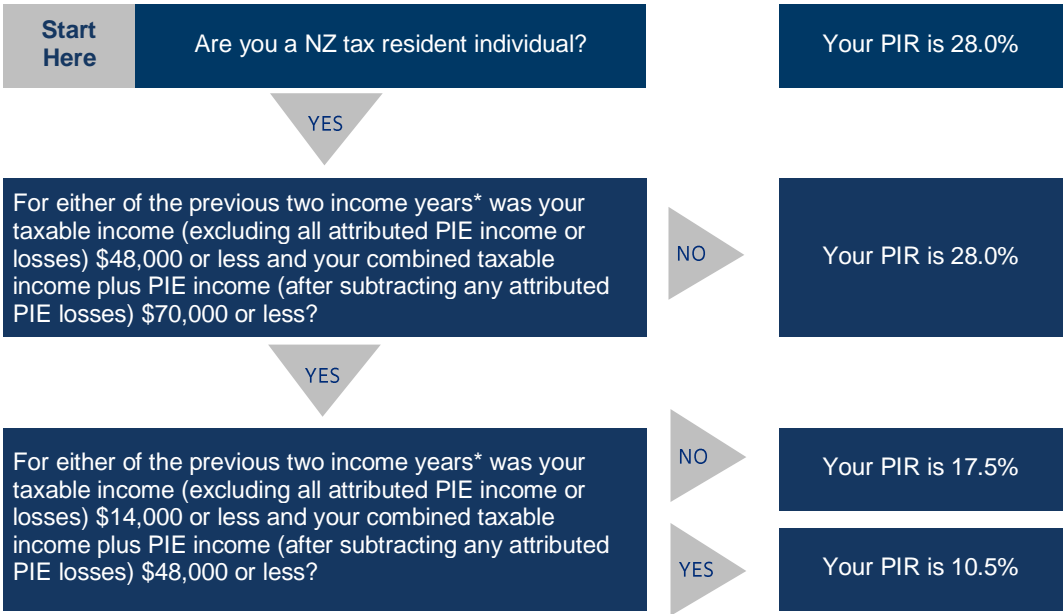 Start
Here
Are you a NZ tax resident individual?
Your PIR is 28.0%
YES
For either of the previous two income years* was your
taxable income (excluding all attributed PIE income or
losses) $48,000 or less and your combined taxable
income plus PIE income (after subtracting any attributed
PIE losses) $70,000 or less?
NO
Your PIR is 28.0%
YES
For either of the previous two income years* was your
taxable income (excluding all attributed PIE income or
losses) $14,000 or less and your combined taxable
income plus PIE income (after subtracting any attributed
PIE losses) $48,000 or less?
NO
Your PIR is 17.5%
YES
Your PIR is 10.5%